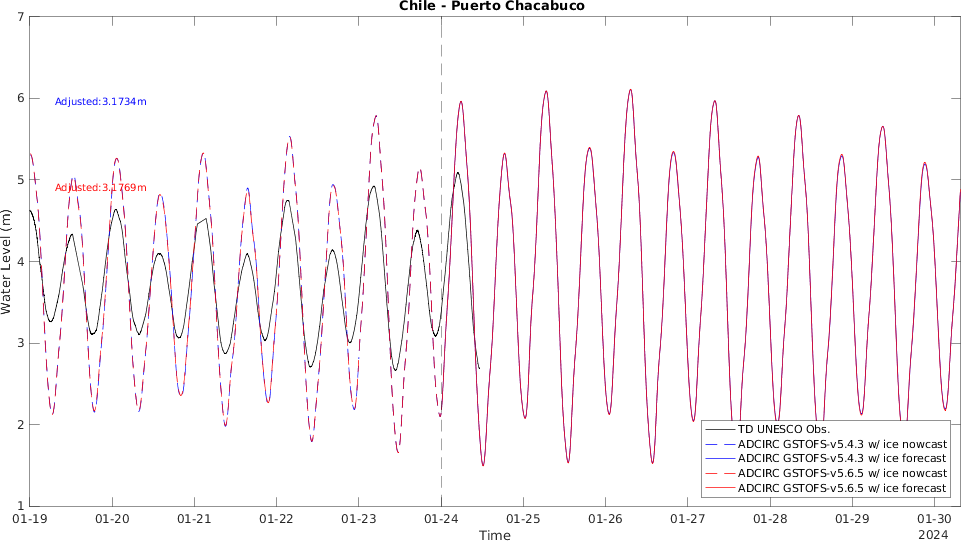 Chile - Puerto Chacabuco
7
6
5
4
3
2
1
Water Level (m)
Adjusted:3.1734m
Adjusted:3.1769m
TD UNESCO Obs.
ADCIRC GSTOFS-v5.4.3 w/ ice nowcast
ADCIRC GSTOFS-v5.4.3 w/ ice forecast
ADCIRC GSTOFS-v5.6.5 w/ ice nowcast
ADCIRC GSTOFS-v5.6.5 w/ ice forecast
01-19 01-20 01-21 01-22 01-23 01-24 01-25 01-26 01-27 01-28 01-29 01-30
Time
2024